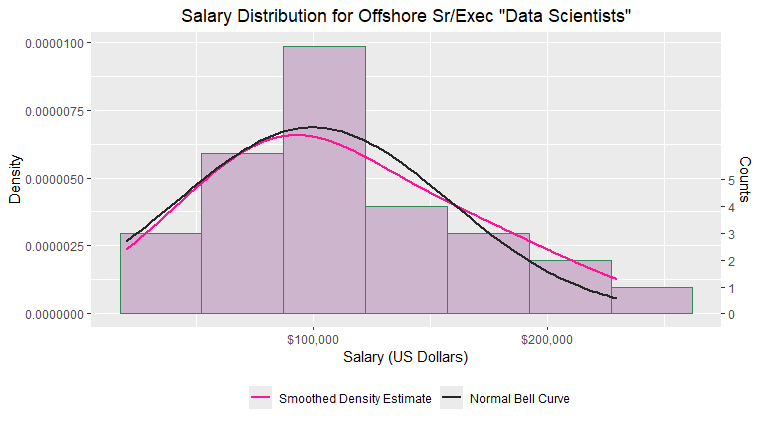 Salary Distribution for Offshore Sr/Exec "Data Scientists"
0.0000100
0.0000075
0.0000050
0.0000025
0.0000000
Density
5
4
3
2
1
0
Counts
$100,000
$200,000
Salary (US Dollars)
Smoothed Density Estimate
Normal Bell Curve